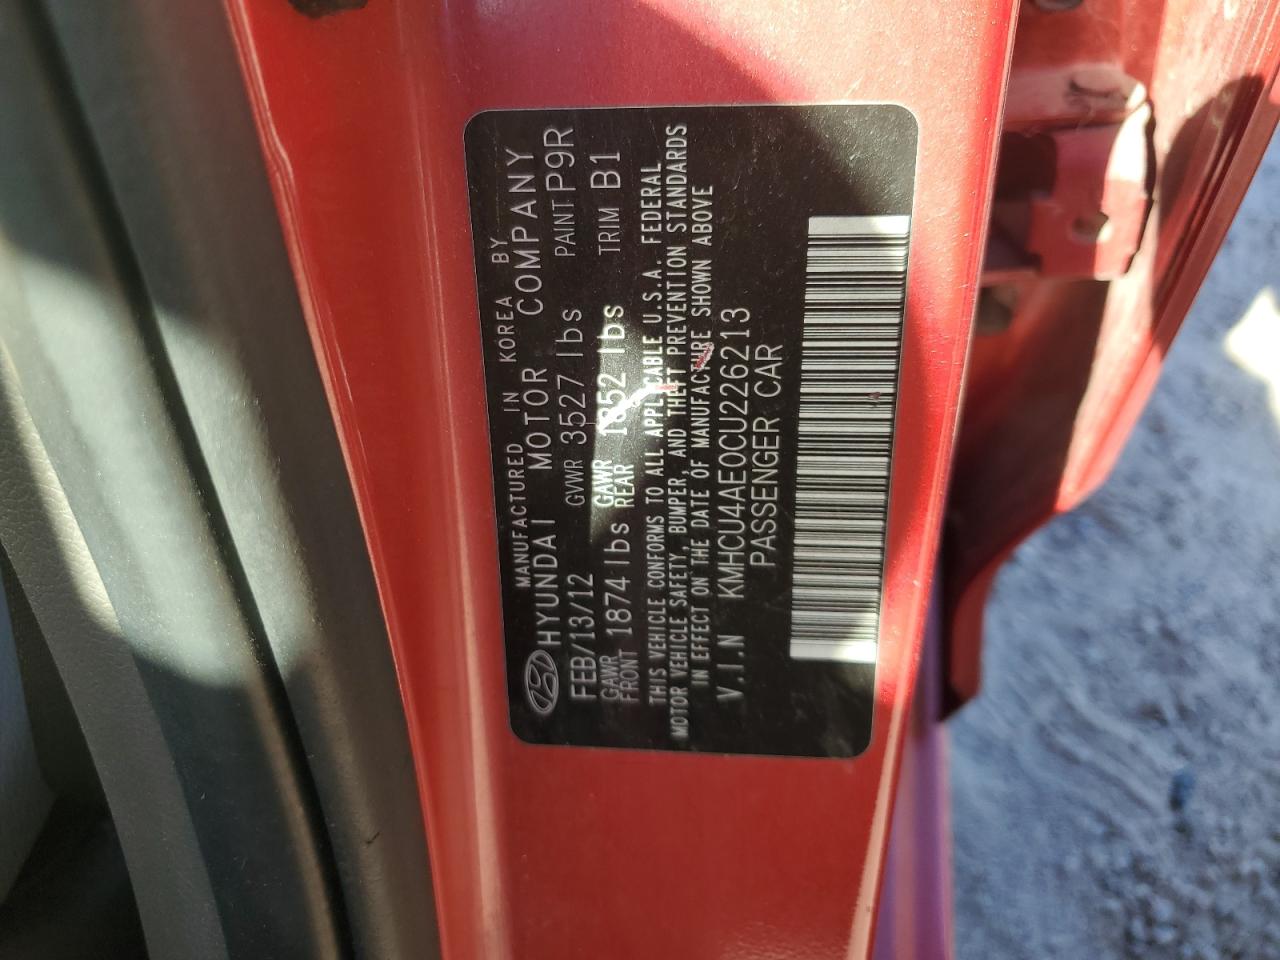 MANUFACTURED IN KOREA BY
HYUNDAI MOTOR COMPANY
FEB/13/12 GVWR 3527 lbs PAINT P9R
GAWR FRONT 1874 lbs GAWR REAR 1852 lbs TRIM B1
THIS VEHICLE CONFORMS TO ALL APPLICABLE U.S.A. FEDERAL
MOTOR VEHICLE SAFETY, BUMPER, AND THEFT PREVENTION STANDARDS
IN EFFECT ON THE DATE OF MANUFACTURE SHOWN ABOVE
V.I.N KMHCU4AE0CU226213
PASSENGER CAR